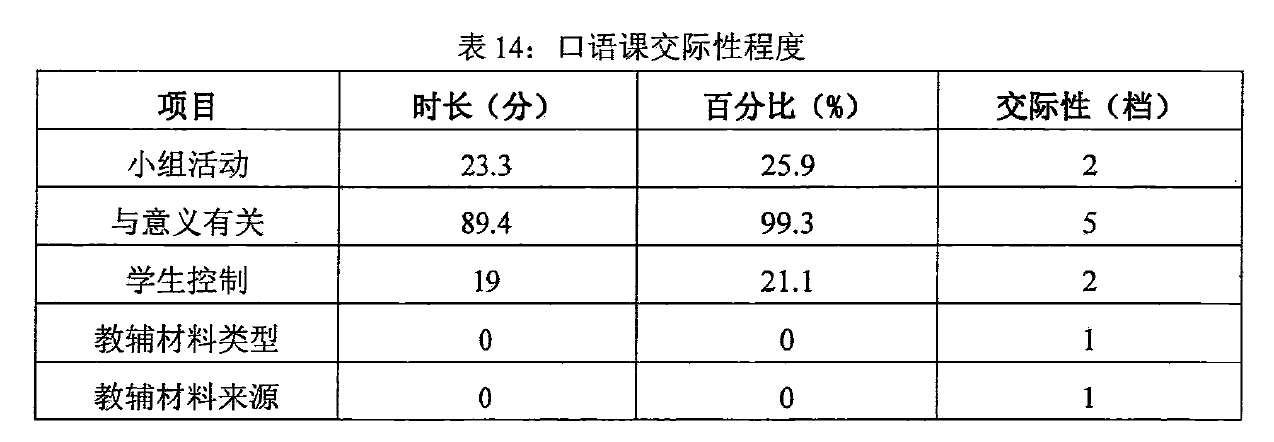 表 14：口语课交际性程度
项目 时长（分） 百分比（%） 交际性（档）
小组活动 23.3 25.9 2
与意义有关 89.4 99.3 5
学生控制 19 21.1 2
教辅材料类型 0 0 1
教辅材料来源 0 0 1